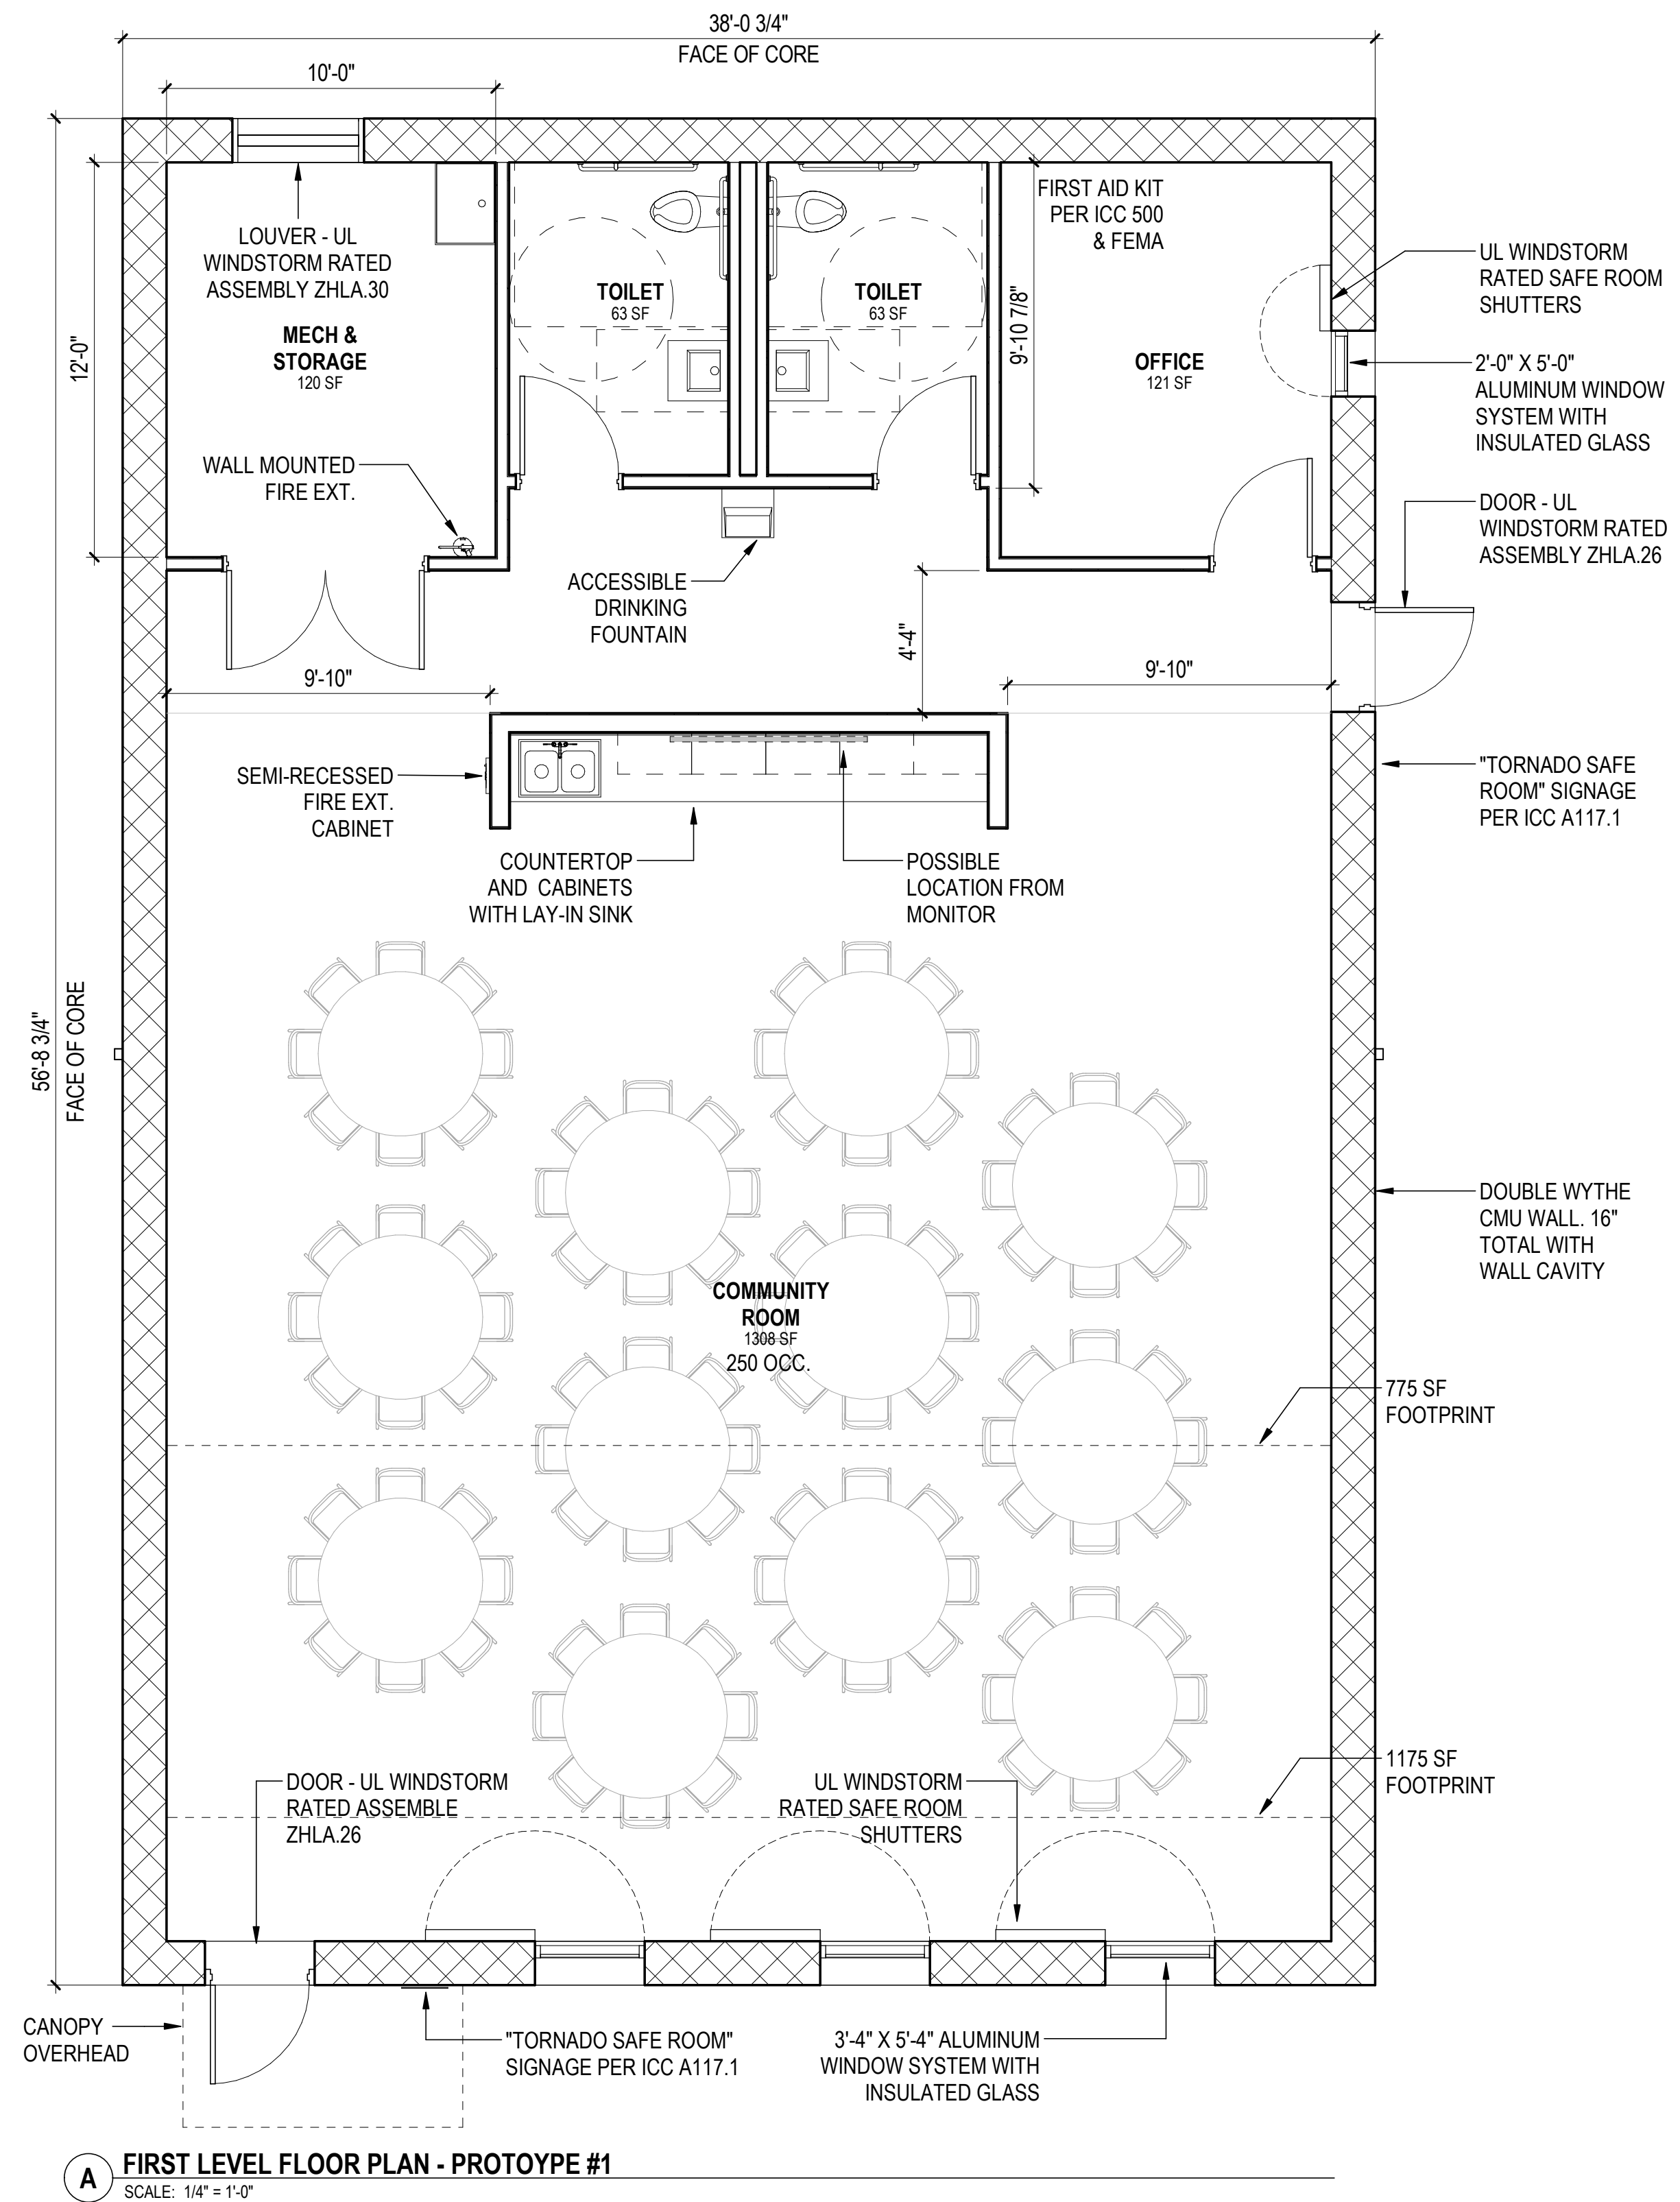 38'-0 3/4"
FACE OF CORE
10'-0"
12'-0"
LOUVER - UL
WINDSTORM RATED
ASSEMBLY ZHLA.30
MECH &
STORAGE
120 SF
WALL MOUNTED
FIRE EXT.
TOILET
63 SF
TOILET
63 SF
9'-10 7/8"
FIRST AID KIT
PER ICC 500
& FEMA
OFFICE
121 SF
UL WINDSTORM
RATED SAFE ROOM
SHUTTERS
2'-0" X 5'-0"
ALUMINUM WINDOW
SYSTEM WITH
INSULATED GLASS
DOOR - UL
WINDSTORM RATED
ASSEMBLY ZHLA.26
ACCESSIBLE
DRINKING
FOUNTAIN
4'-4"
9'-10"
9'-10"
SEMI-RECESSED
FIRE EXT.
CABINET
"TORNADO SAFE
ROOM" SIGNAGE
PER ICC A117.1
COUNTERTOP
AND CABINETS
WITH LAY-IN SINK
POSSIBLE
LOCATION FROM
MONITOR
56'-8 3/4"
FACE OF CORE
DOUBLE WYTHE
CMU WALL. 16"
TOTAL WITH
WALL CAVITY
COMMUNITY
ROOM
1308 SF
250 OCC.
775 SF
FOOTPRINT
1175 SF
FOOTPRINT
DOOR - UL WINDSTORM
RATED ASSEMBLE
ZHLA.26
UL WINDSTORM
RATED SAFE ROOM
SHUTTERS
CANOPY
OVERHEAD
"TORNADO SAFE ROOM"
SIGNAGE PER ICC A117.1
3'-4" X 5'-4" ALUMINUM
WINDOW SYSTEM WITH
INSULATED GLASS
A
FIRST LEVEL FLOOR PLAN - PROTOYPE #1
SCALE: 1/4" = 1'-0"